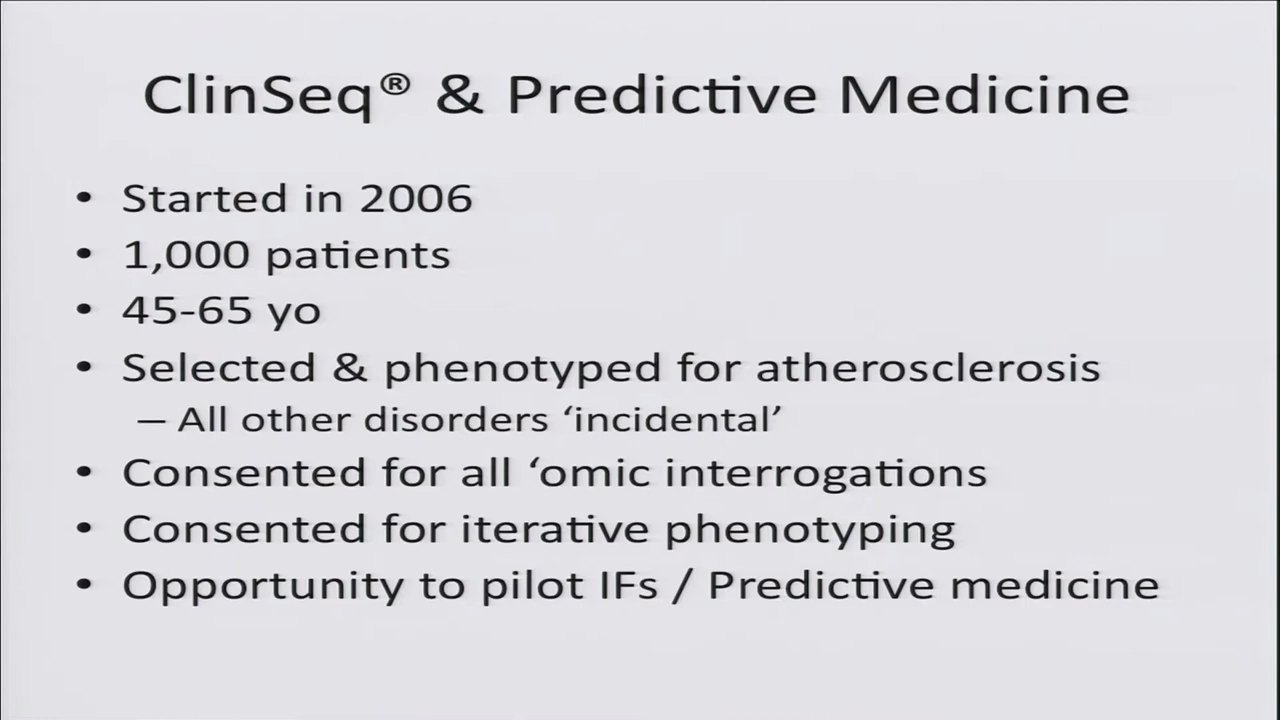 ClinSeq® & Predictive Medicine
• Started in 2006
• 1,000 patients
• 45-65 yo
• Selected & phenotyped for atherosclerosis
– All other disorders ‘incidental’
• Consented for all ‘omic interrogations
• Consented for iterative phenotyping
• Opportunity to pilot IFs / Predictive medicine